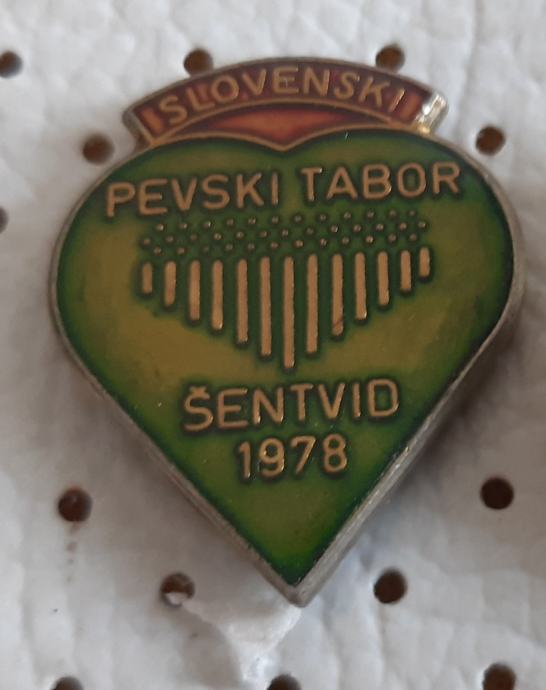 SLOVENSKI
PEVSKI TABOR
ŠENTVID
1978